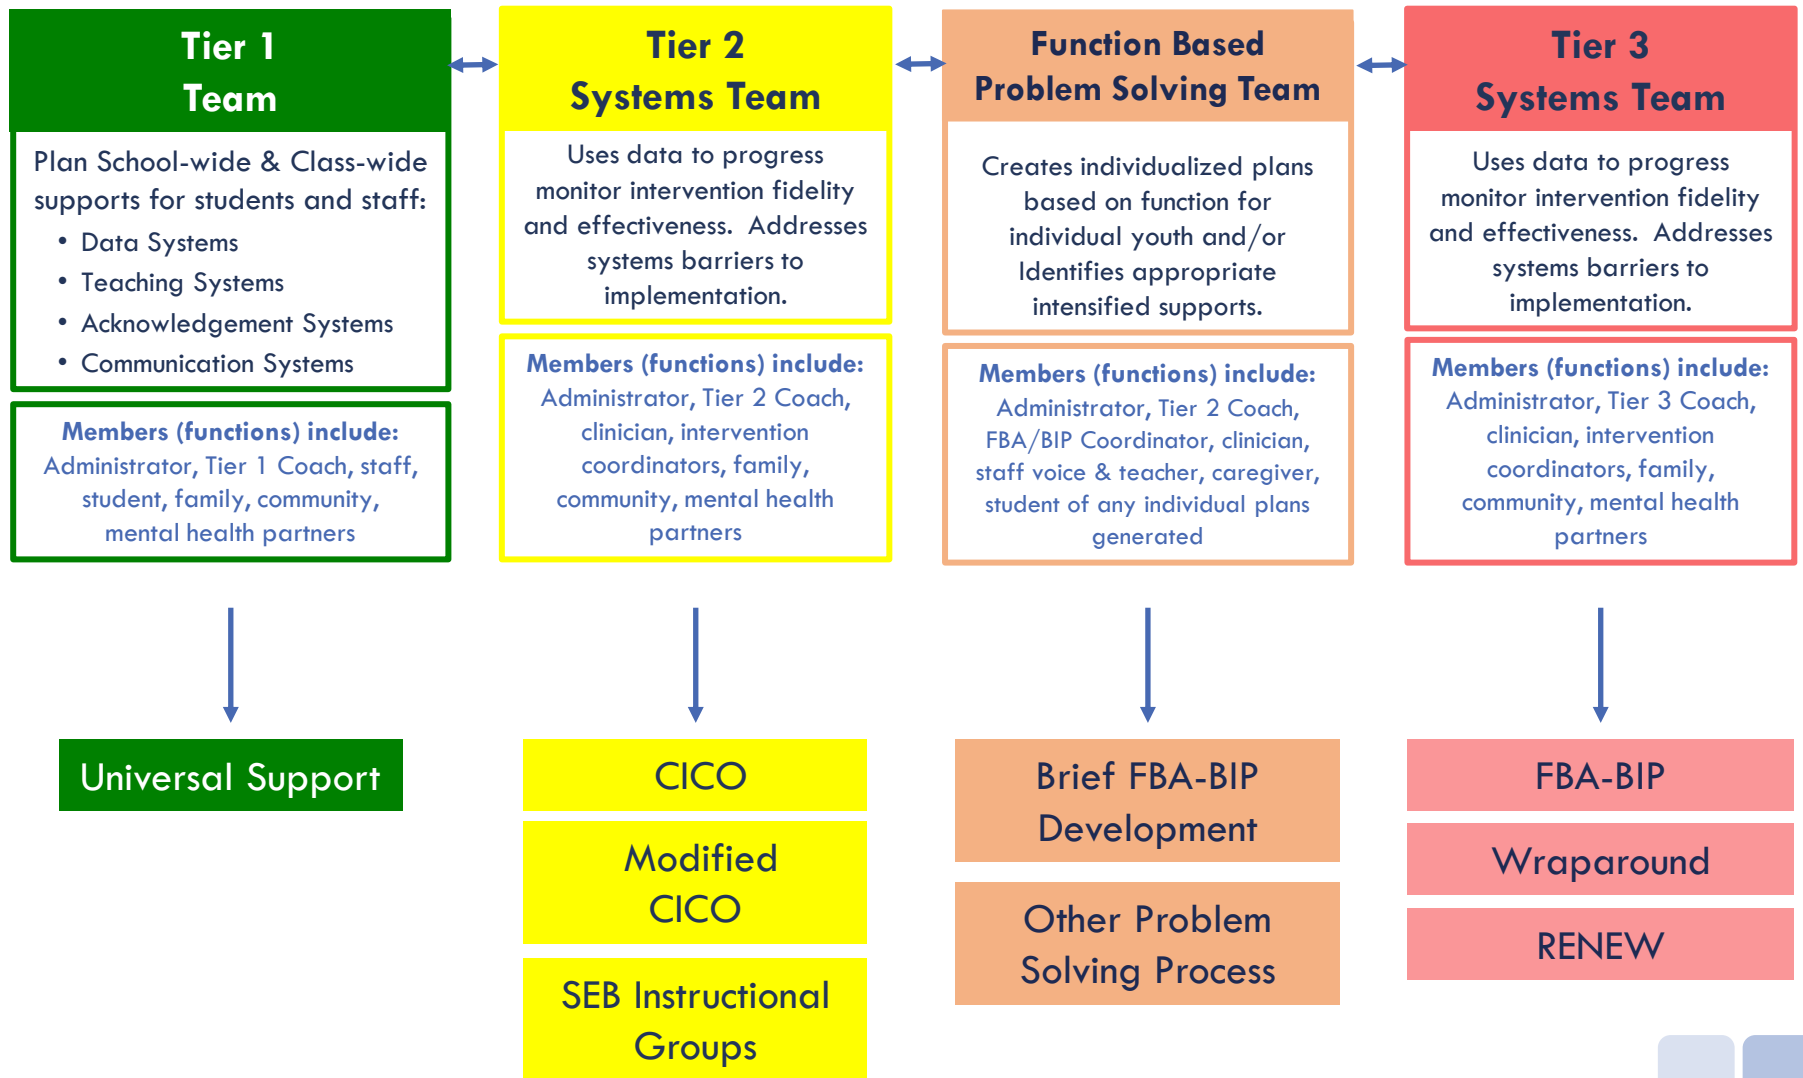 Tier 1
Team
Plan School-wide & Class-wide
supports for students and staff:
• Data Systems
• Teaching Systems
• Acknowledgement Systems
• Communication Systems
Members (functions) include:
Administrator, Tier 1 Coach, staff,
student, family, community,
mental health partners
Universal Support
Tier 2
Systems Team
Uses data to progress
monitor intervention fidelity
and effectiveness. Addresses
systems barriers to
implementation.
Members (functions) include:
Administrator, Tier 2 Coach,
clinician, intervention
coordinators, family,
community, mental health
partners
CICO
Modified
CICO
SEB Instructional
Groups
Function Based
Problem Solving Team
Creates individualized plans
based on function for
individual youth and/or
Identifies appropriate
intensified supports.
Members (functions) include:
Administrator, Tier 2 Coach,
FBA/BIP Coordinator, clinician,
staff voice & teacher, caregiver,
student of any individual plans
generated
Brief FBA-BIP
Development
Other Problem
Solving Process
Tier 3
Systems Team
Uses data to progress
monitor intervention fidelity
and effectiveness. Addresses
systems barriers to
implementation.
Members (functions) include:
Administrator, Tier 3 Coach,
clinician, intervention
coordinators, family,
community, mental health
partners
FBA-BIP
Wraparound
RENEW